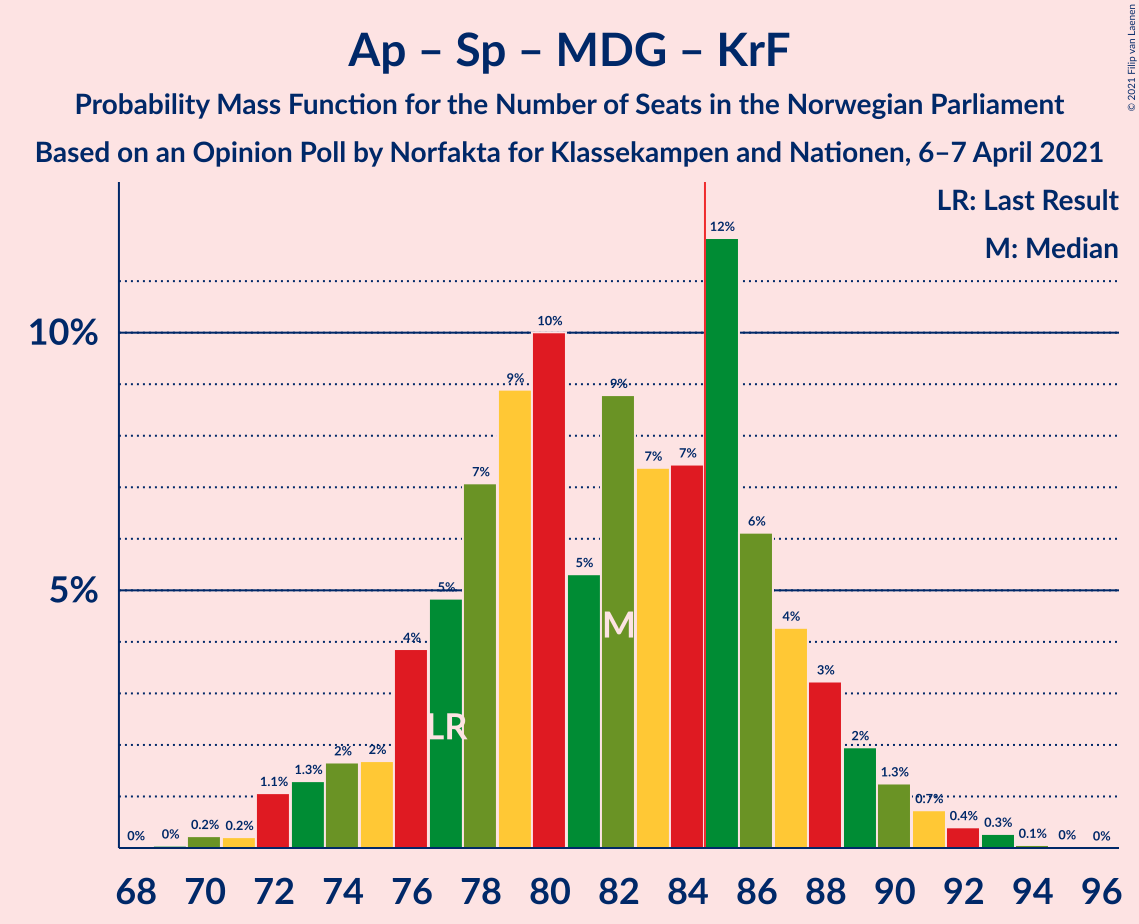 Ap – Sp – MDG – KrF
Probability Mass Function for the Number of Seats in the Norwegian Parliament
Based on an Opinion Poll by Norfakta for Klassekampen and Nationen, 6–7 April 2021
© 2021 Filip van Laenen
LR: Last Result
M: Median
10%
5%
0% 0% 0.2% 0.2% 1.1% 1.3% 2% 2% 4% 5% 7% 9% 10% 5% 9% 7% 7% 12% 6% 4% 3% 2% 1.3% 0.7% 0.4% 0.3% 0.1% 0% 0%
M
LR
68 70 72 74 76 78 80 82 84 86 88 90 92 94 96